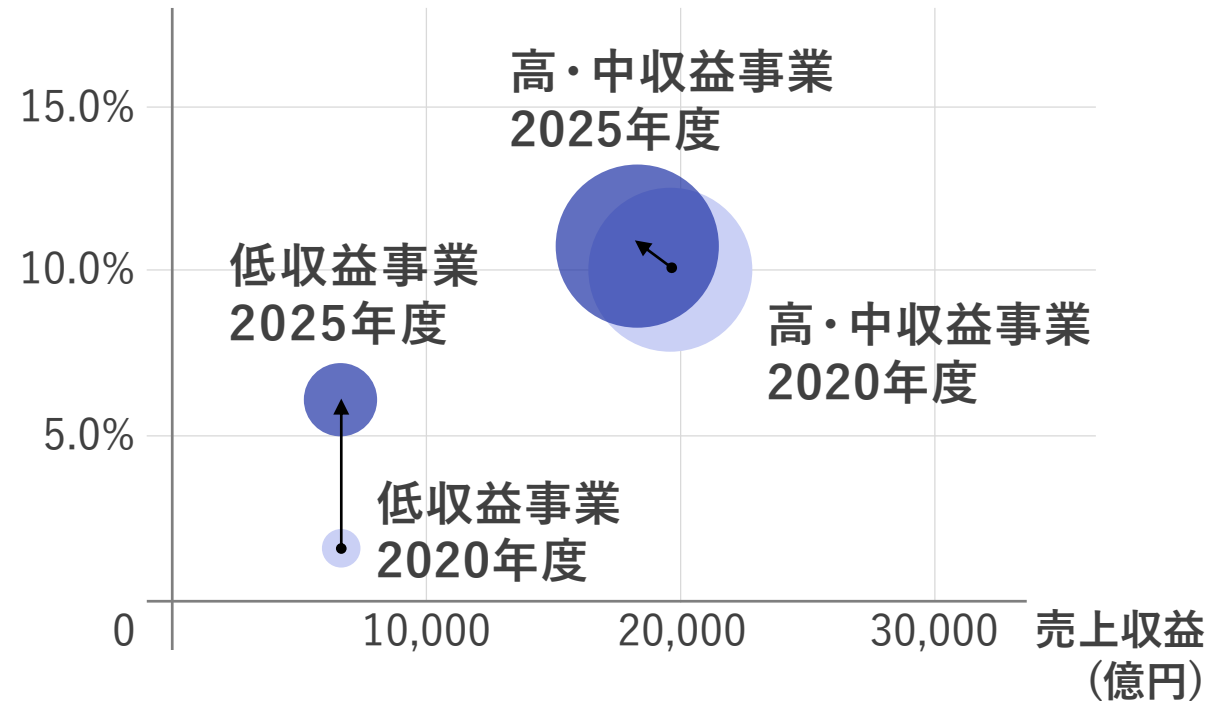 高・中収益事業
2025年度
15.0%
低収益事業
2025年度
10.0%
高・中収益事業
2020年度
5.0%
低収益事業
2020年度
0
10,000
20,000
30,000
売上収益
(億円)